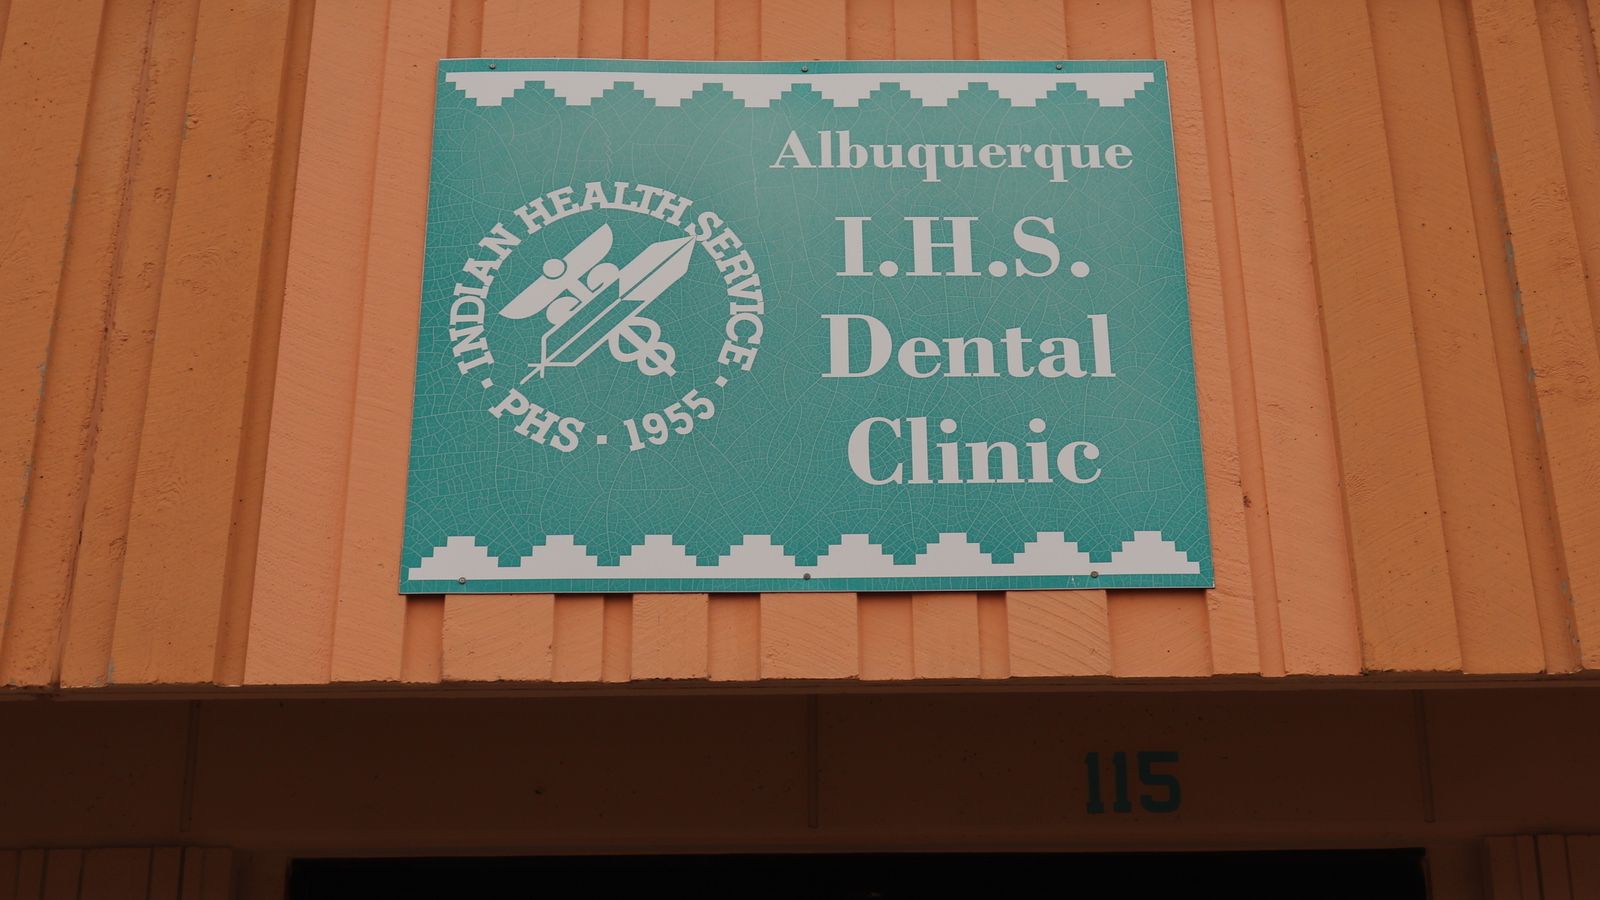 Albuquerque
I.H.S.
Dental
Clinic
INDIAN HEALTH SERVICE
PHS · 1955
115